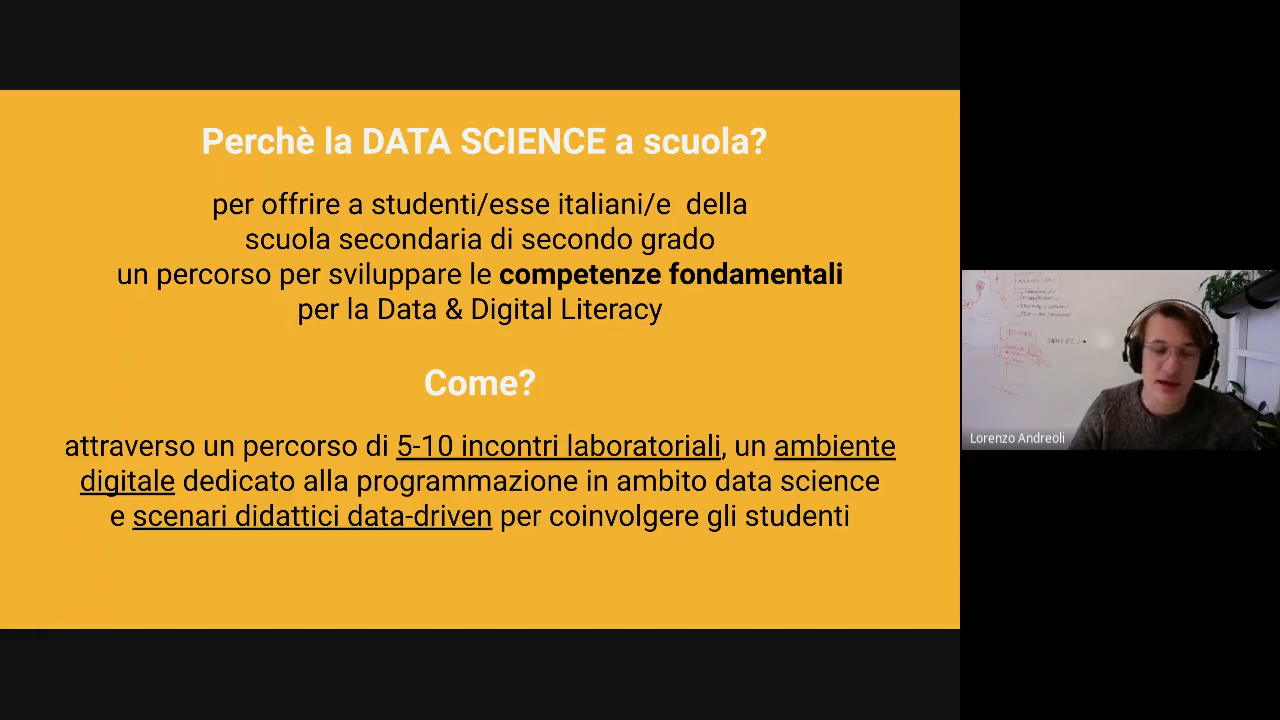 Perchè la DATA SCIENCE a scuola?
per offrire a studenti/esse italiani/e della
scuola secondaria di secondo grado
un percorso per sviluppare le competenze fondamentali
per la Data & Digital Literacy
Come?
attraverso un percorso di 5-10 incontri laboratoriali, un ambiente
digitale dedicato alla programmazione in ambito data science
e scenari didattici data-driven per coinvolgere gli studenti
Lorenzo Andreoli